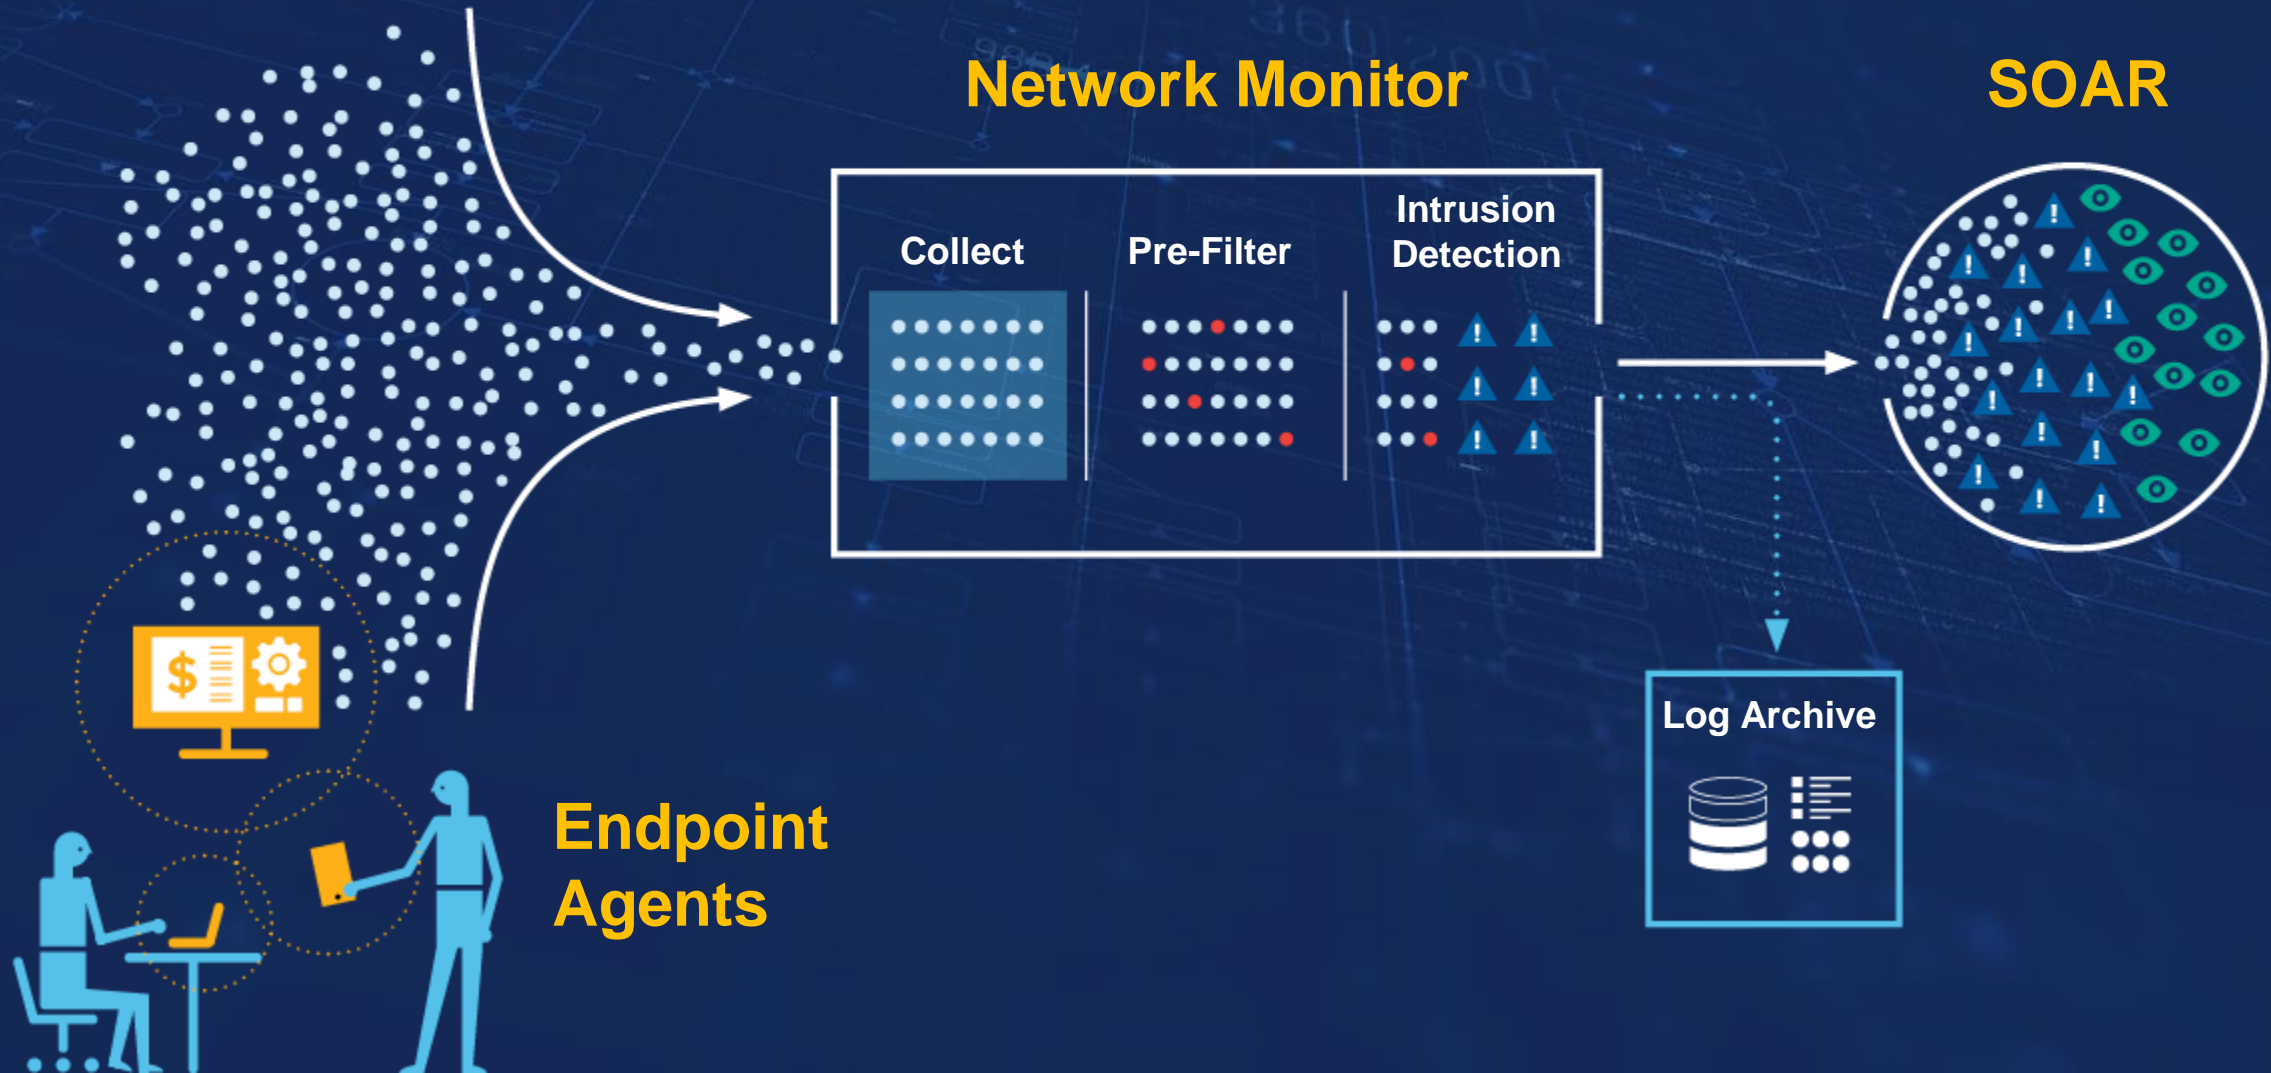 Network Monitor
SOAR
Collect
Pre-Filter
Intrusion
Detection
Log Archive
$
Endpoint
Agents